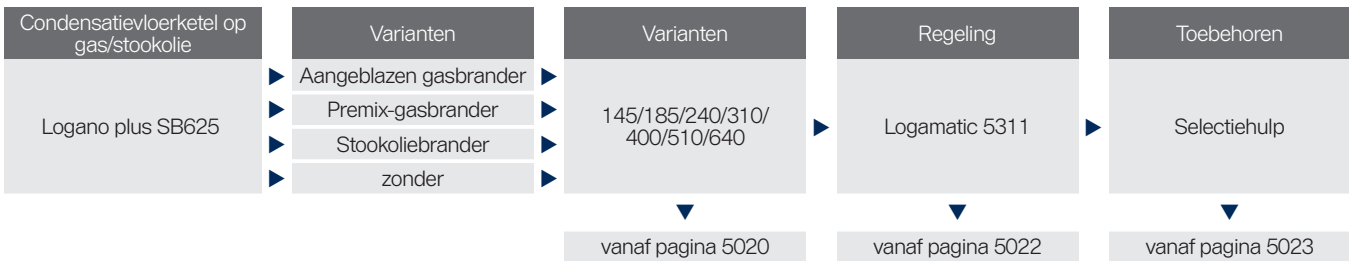 Condensatievloerketel op
gas/stookolie
Varianten
Varianten
Regeling
Toebehoren
Logano plus SB625
Aangeblazen gasbrander
Premix-gasbrander
Stookoliebrander
zonder
145/185/240/310/
400/510/640
Logamatic 5311
Selectiehulp
vanaf pagina 5020
vanaf pagina 5022
vanaf pagina 5023